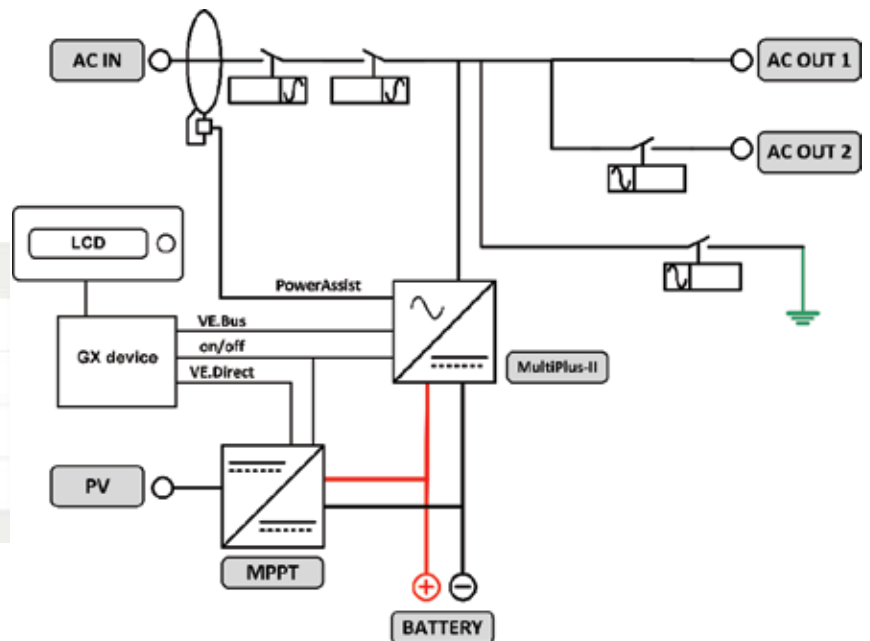 AC IN
AC OUT 1
AC OUT 2
LCD
PowerAssist
VE.Bus
GX device
on/off
VE.Direct
MultiPlus-II
PV
MPPT
BATTERY